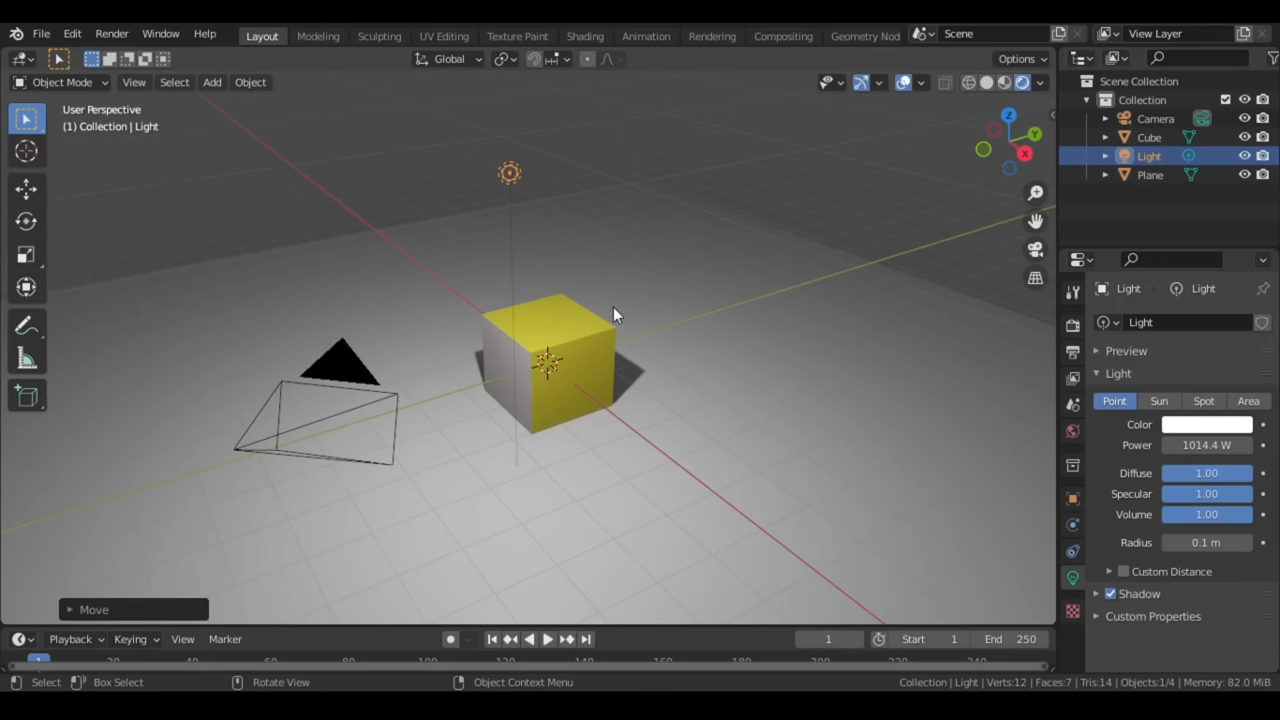 File Edit Render Window Help Layout Modeling Sculpting UV Editing Texture Paint Shading Animation Rendering Compositing Geometry Nod Scene View Layer
Global Options
Object Mode View Select Add Object
User Perspective
(1) Collection | Light
Z
Y
X
Scene Collection
Collection
Camera
Cube
Light
Plane
Light Light
Light
Preview
Light
Point Sun Spot Area
Color
Power 1014.4 W
Diffuse 1.00
Specular 1.00
Volume 1.00
Radius 0.1 m
Custom Distance
Shadow
Custom Properties
Move
Playback Keying View Marker 1 Start 1 End 250
Select Box Select Rotate View Object Context Menu Collection | Light | Verts:12 | Faces:7 | Tris:14 | Objects:1/4 | Memory: 82.0 MiB